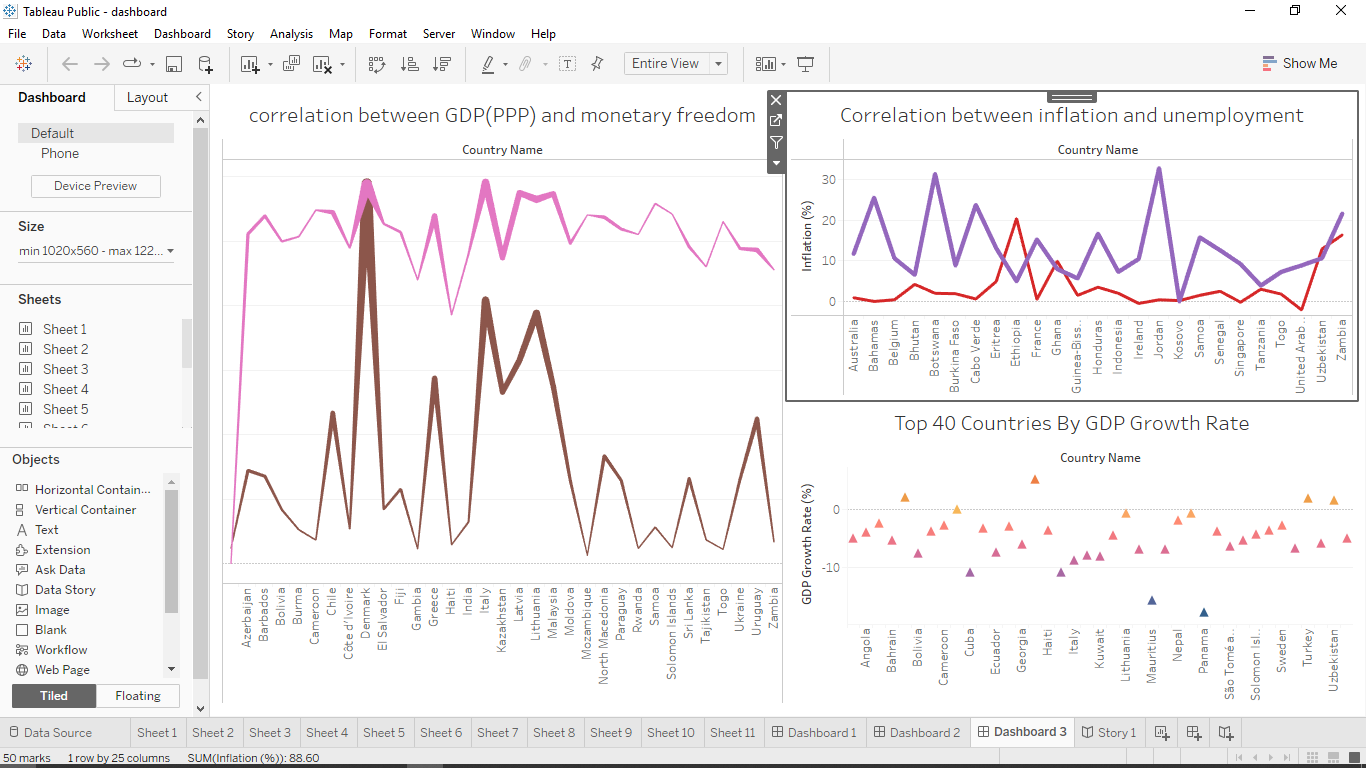 Tableau Public - dashboard
File Data Worksheet Dashboard Story Analysis Map Format Server Window Help
Entire View
Show Me
Dashboard Layout
Default
Phone
Device Preview
Size
min 1020x560 - max 122...
Sheets
Sheet 1
Sheet 2
Sheet 3
Sheet 4
Sheet 5
Objects
Horizontal Contain...
Vertical Container
Text
Extension
Ask Data
Data Story
Image
Blank
Workflow
Web Page
Tiled Floating
correlation between GDP(PPP) and monetary freedom
Country Name
Azerbaijan
Barbados
Bolivia
Burma
Cameroon
Chile
Côte d'Ivoire
Denmark
El Salvador
Fiji
Gambia
Greece
Haiti
India
Italy
Kazakhstan
Latvia
Lithuania
Malaysia
Moldova
Mozambique
North Macedonia
Paraguay
Rwanda
Samoa
Solomon Islands
Sri Lanka
Tajikistan
Togo
Ukraine
Uruguay
Zambia
Correlation between inflation and unemployment
Country Name
Inflation (%)
30
20
10
0
Australia
Bahamas
Belgium
Bhutan
Botswana
Burkina Faso
Cabo Verde
Eritrea
Ethiopia
France
Ghana
Guinea-Biss..
Honduras
Indonesia
Ireland
Jordan
Kosovo
Samoa
Senegal
Singapore
Tanzania
Togo
United Arab ..
Uzbekistan
Zambia
Top 40 Countries By GDP Growth Rate
Country Name
GDP Growth Rate (%)
0
-10
Angola
Bahrain
Bolivia
Cameroon
Cuba
Ecuador
Georgia
Haiti
Italy
Kuwait
Lithuania
Mauritius
Nepal
Panama
São Tomé a..
Solomon Isl..
Sweden
Turkey
Uzbekistan
Data Source Sheet 1 Sheet 2 Sheet 3 Sheet 4 Sheet 5 Sheet 6 Sheet 7 Sheet 8 Sheet 9 Sheet 10 Sheet 11 Dashboard 1 Dashboard 2 Dashboard 3 Story 1
50 marks 1 row by 25 columns SUM(Inflation (%)): 88.60